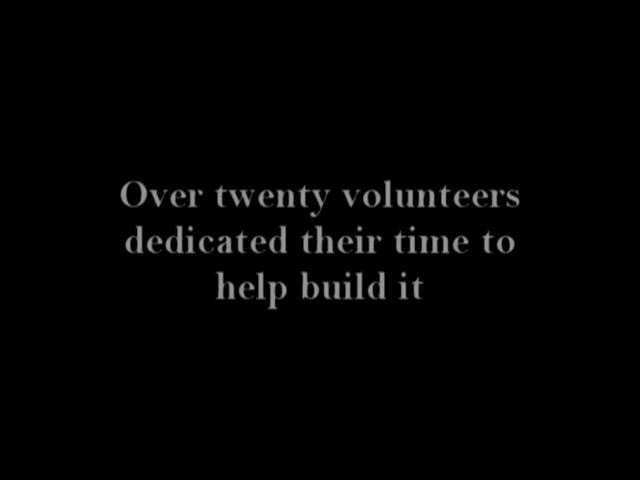 Over twenty volunteers
dedicated their time to
help build it